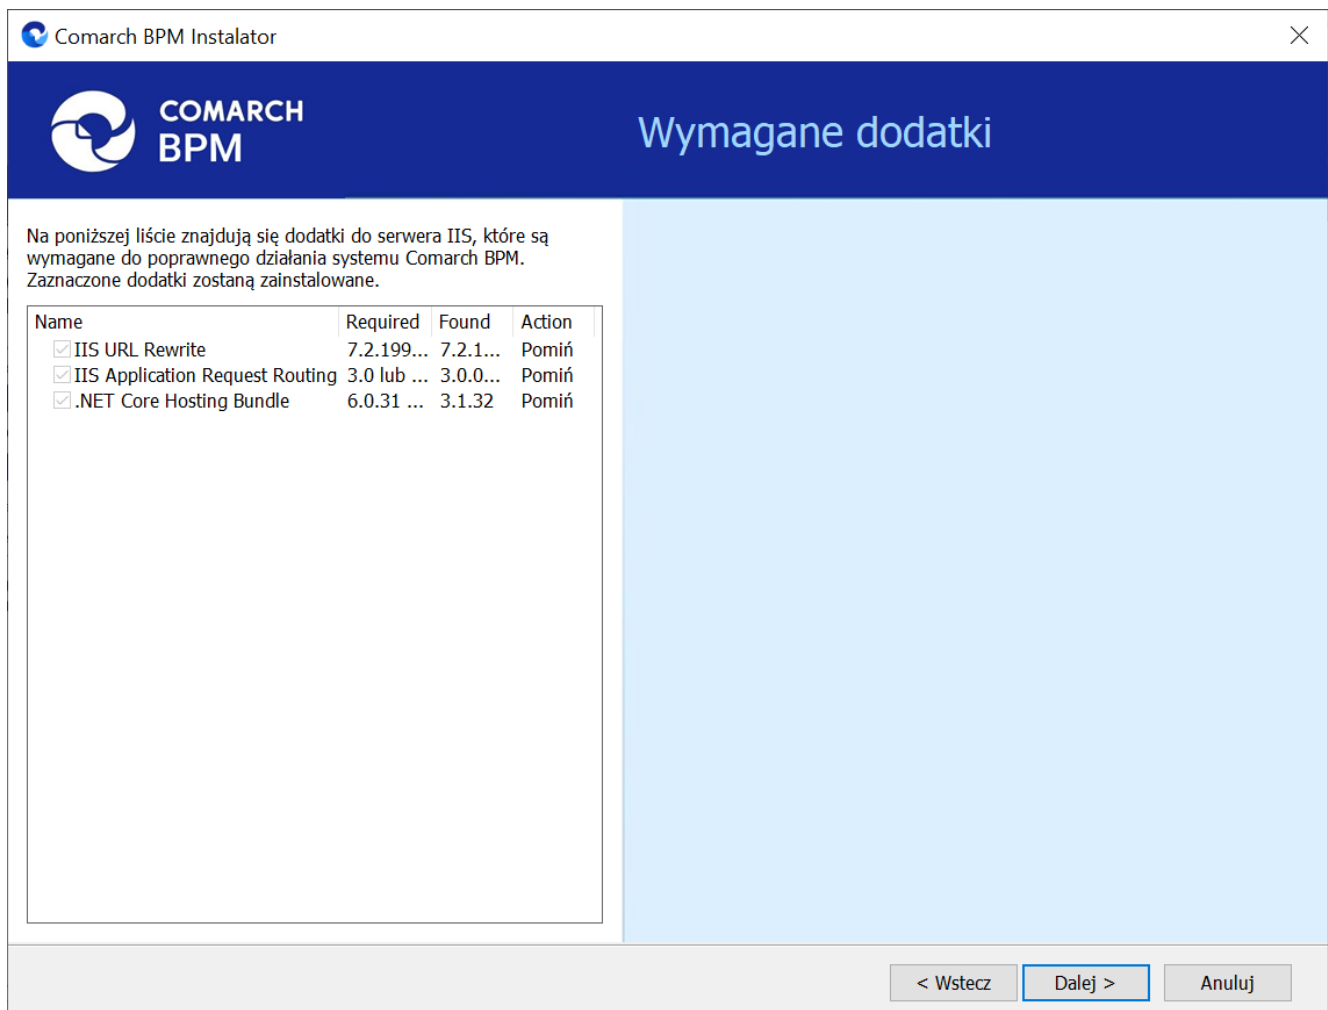 Comarch BPM Instalator
COMARCH
BPM
Wymagane dodatki
Na poniższej liście znajdują się dodatki do serwera IIS, które są
wymagane do poprawnego działania systemu Comarch BPM.
Zaznaczone dodatki zostaną zainstalowane.
Name Required Found Action
IIS URL Rewrite 7.2.199... 7.2.1... Pomiń
IIS Application Request Routing 3.0 lub ... 3.0.0... Pomiń
.NET Core Hosting Bundle 6.0.31 ... 3.1.32 Pomiń
< Wstecz Dalej > Anuluj